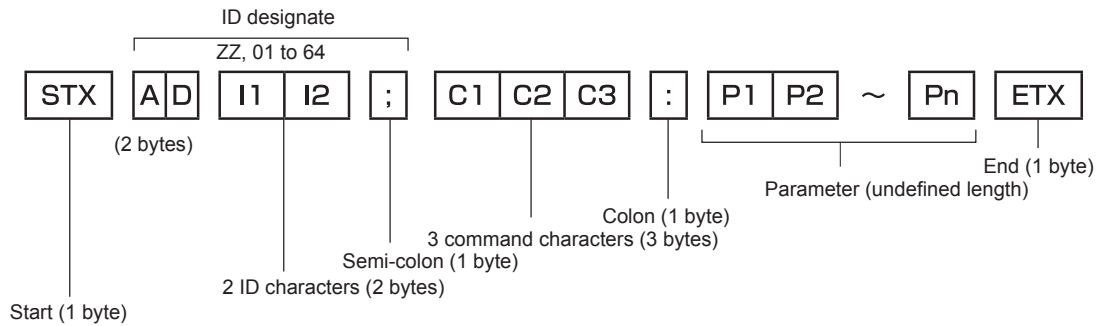 ID designate
ZZ, 01 to 64
STX A D I1 I2 ; C1 C2 C3 : P1 P2 ～ Pn ETX
(2 bytes)
End (1 byte)
Parameter (undefined length)
Colon (1 byte)
3 command characters (3 bytes)
Semi-colon (1 byte)
2 ID characters (2 bytes)
Start (1 byte)